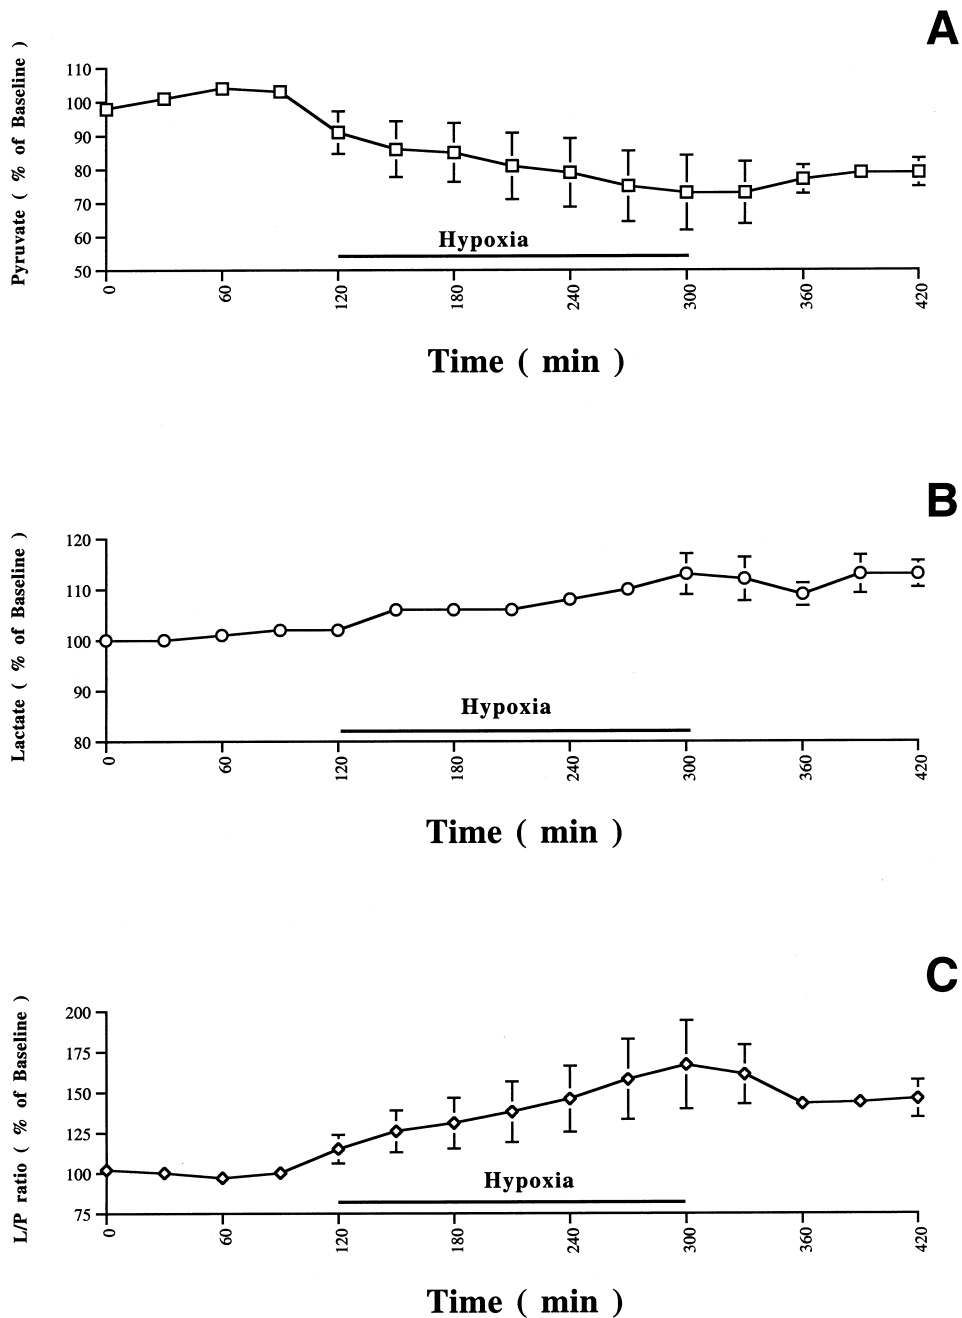 A
Pyruvate ( % of Baseline )
110
100
90
80
70
60
50
Hypoxia
0 60 120 180 240 300 360 420
Time ( min )
B
Lactate ( % of Baseline )
120
110
100
90
80
Hypoxia
0 60 120 180 240 300 360 420
Time ( min )
C
L/P ratio ( % of Baseline )
200
175
150
125
100
75
Hypoxia
0 60 120 180 240 300 360 420
Time ( min )